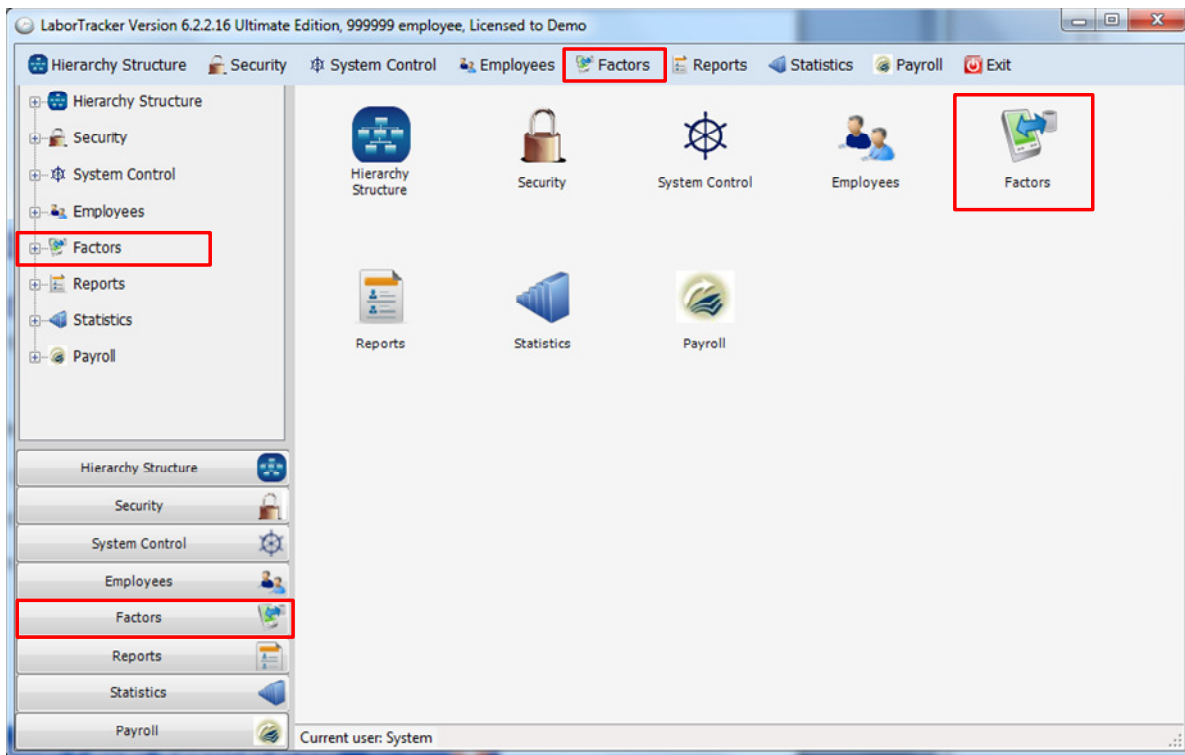 LaborTracker Version 6.2.2.16 Ultimate Edition, 999999 employee, Licensed to Demo
Hierarchy Structure Security System Control Employees Factors Reports Statistics Payroll Exit
Hierarchy Structure
Security
System Control
Employees
Factors
Reports
Statistics
Payroll
Hierarchy
Structure
Security
System Control
Employees
Factors
Reports
Statistics
Payroll
Hierarchy Structure
Security
System Control
Employees
Factors
Reports
Statistics
Payroll
Current user: System